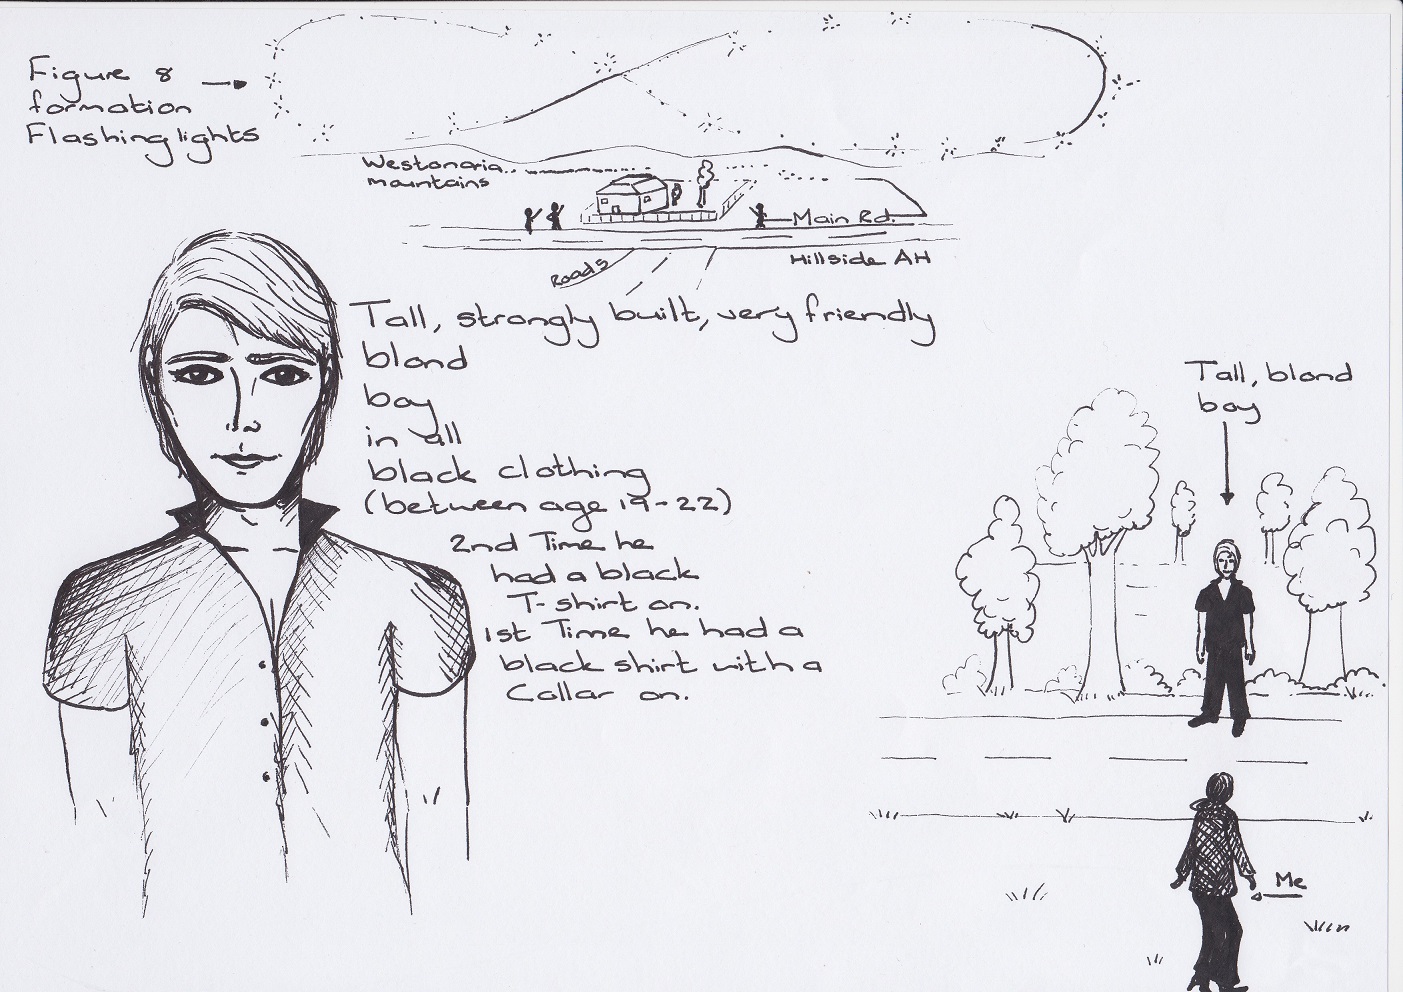 Figure 8
formation
Flashing lights
Westonaria
mountains
Main Rd.
Roads
Hillside AH
Tall, strongly built, very friendly
blond
boy
in all
black clothing
(between age 19-22)
2nd Time he
had a black
T-shirt on.
1st Time he had a
black shirt with a
Collar on.
Tall, blond
boy
Me